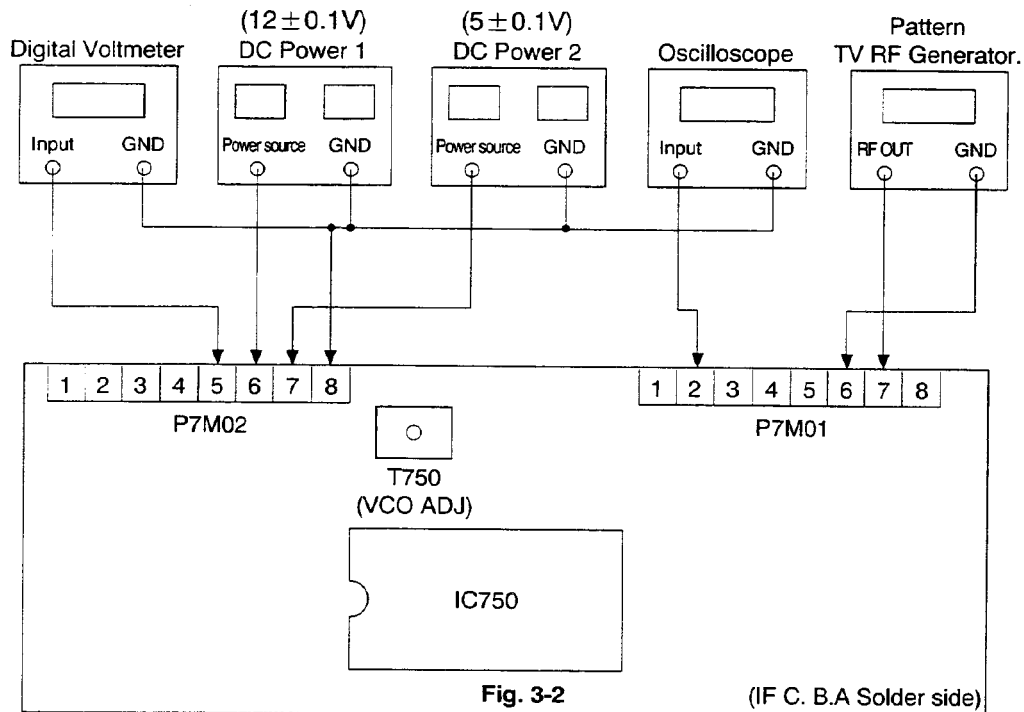 (12±0.1V) (5±0.1V) Pattern
Digital Voltmeter DC Power 1 DC Power 2 Oscilloscope TV RF Generator.
Input GND Power source GND Power source GND Input GND RF OUT GND
1 2 3 4 5 6 7 8 1 2 3 4 5 6 7 8
P7M02 P7M01
T750
(VCO ADJ)
IC750
Fig. 3-2 (IF C. B.A Solder side)